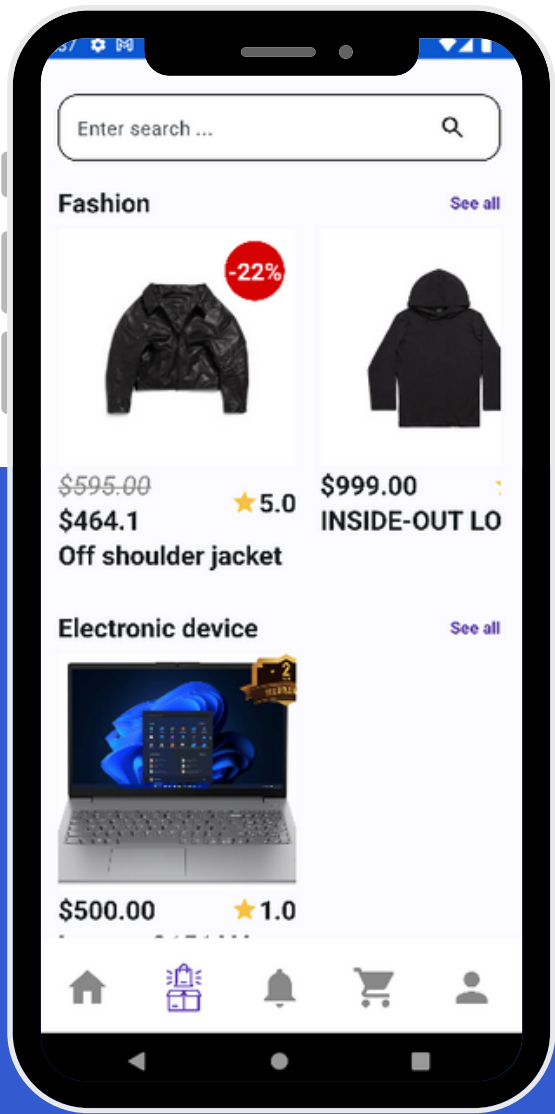 Enter search ...
Fashion
See all
-22%
$595.00
$464.1
5.0
Off shoulder jacket
$999.00
INSIDE-OUT LO
Electronic device
See all
2
$500.00
1.0